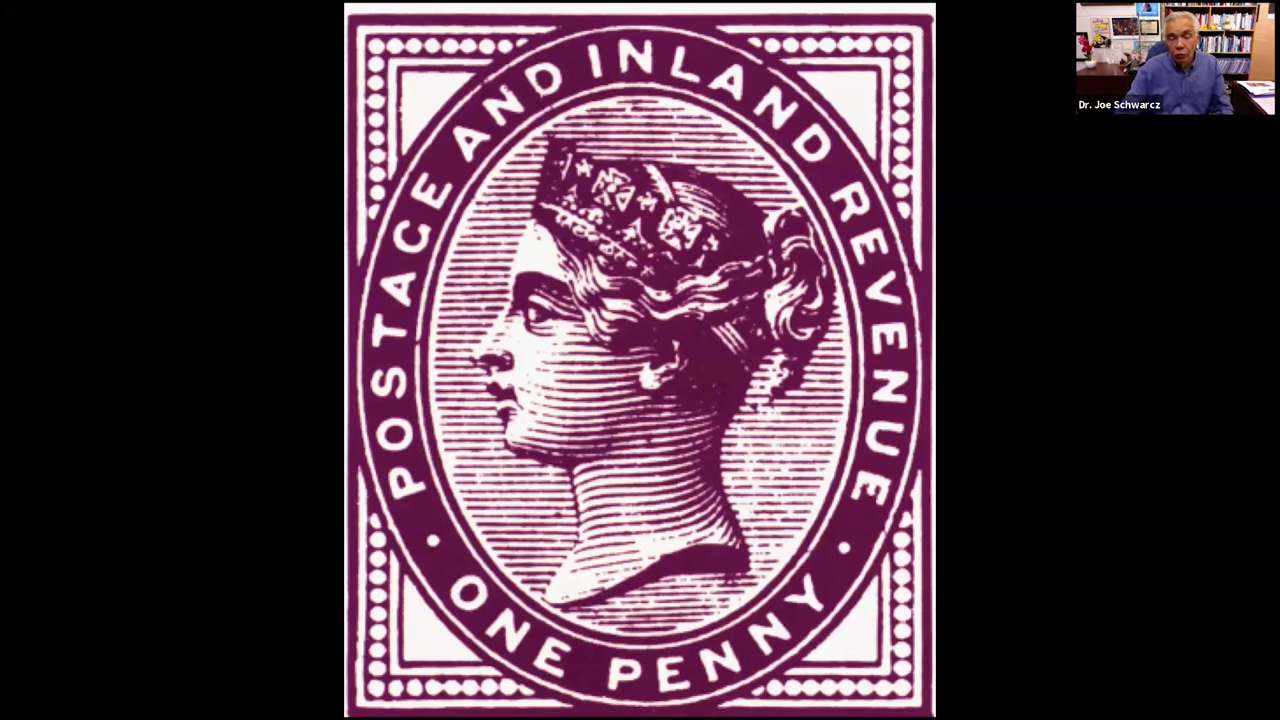 POSTAGE AND INLAND REVENUE
· ONE PENNY ·
Dr. Joe Schwarcz